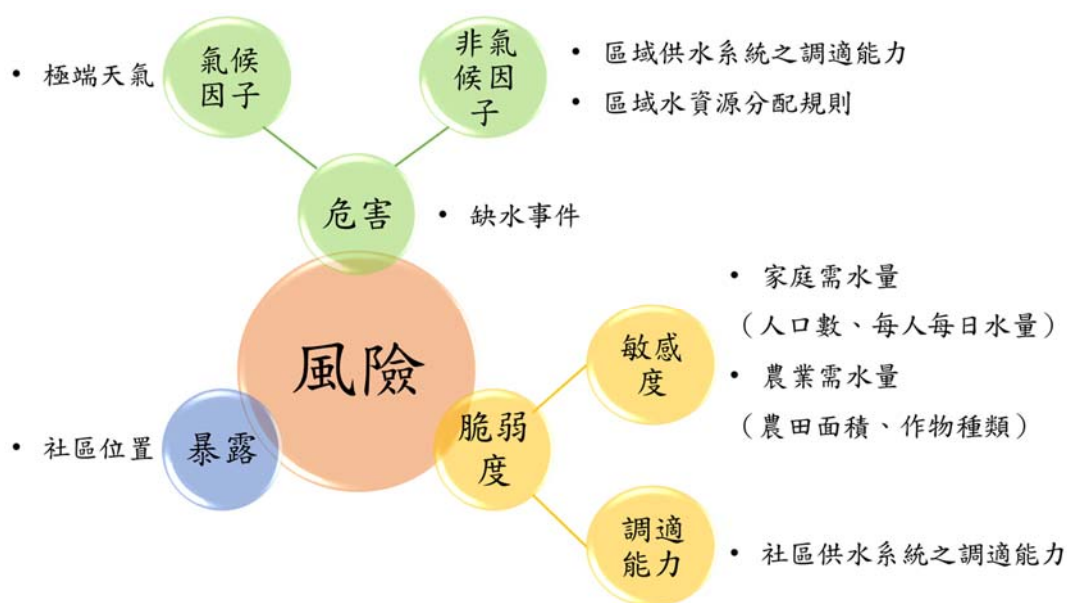 • 極端天氣
氣候
因子
非氣
候因
子
• 區域供水系統之調適能力
• 區域水資源分配規則
危害
• 缺水事件
風險
• 社區位置
暴露
脆弱
度
敏感
度
• 家庭需水量
（人口數、每人每日水量）
• 農業需水量
（農田面積、作物種類）
調適
能力
• 社區供水系統之調適能力